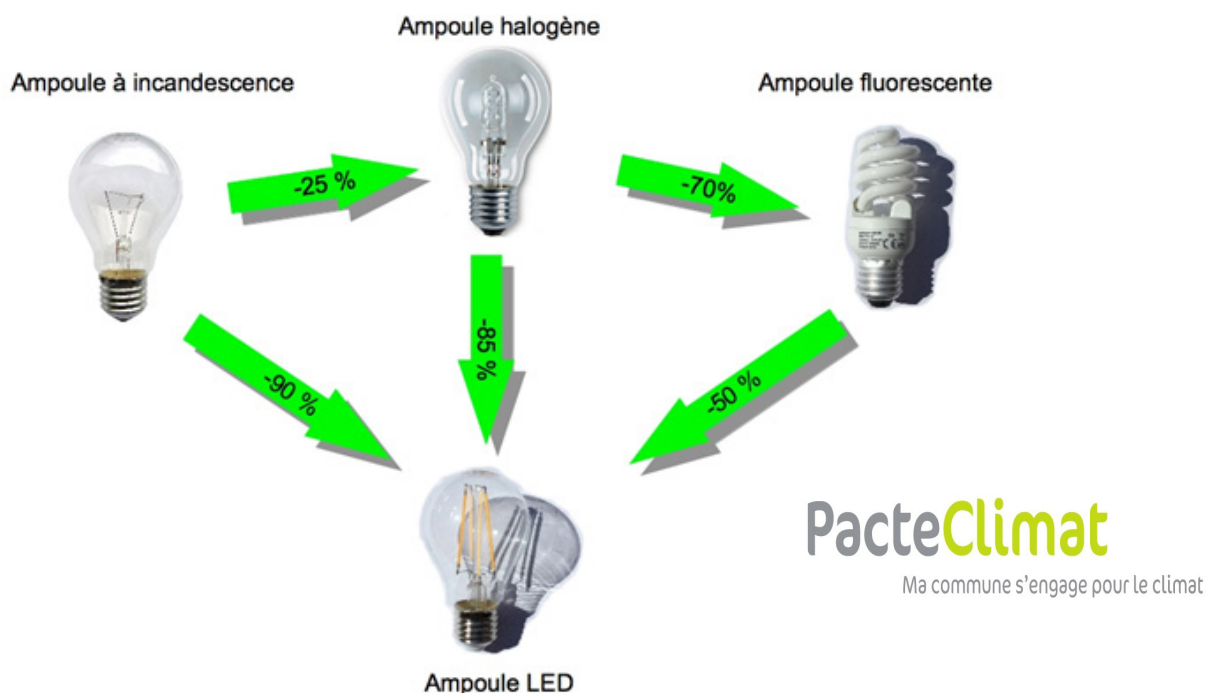 Ampoule halogène
Ampoule à incandescence
Ampoule fluorescente
-25 %
-70%
-85 %
-90 %
-50 %
PacteClimat
Ma commune s'engage pour le climat
Ampoule LED